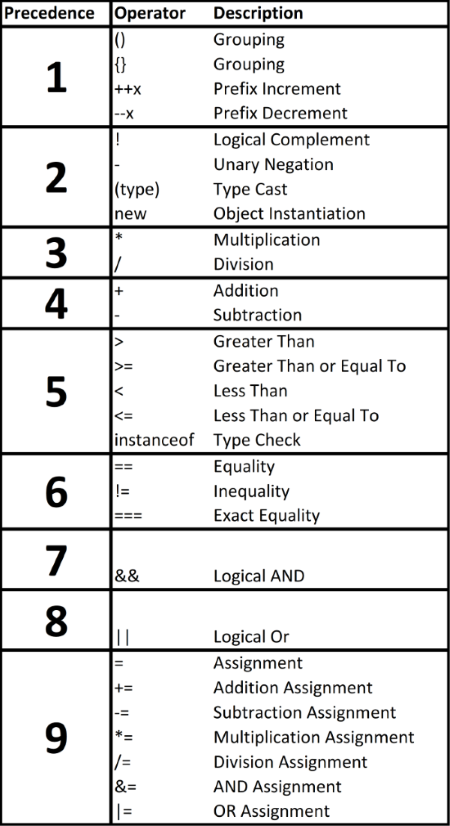 Precedence Operator Description
1
() Grouping
{} Grouping
++x Prefix Increment
--x Prefix Decrement
2
! Logical Complement
- Unary Negation
(type) Type Cast
new Object Instantiation
3
* Multiplication
/ Division
4
+ Addition
- Subtraction
5
> Greater Than
>= Greater Than or Equal To
< Less Than
<= Less Than or Equal To
instanceof Type Check
6
== Equality
!= Inequality
=== Exact Equality
7
&& Logical AND
8
|| Logical Or
9
= Assignment
+= Addition Assignment
-= Subtraction Assignment
*= Multiplication Assignment
/= Division Assignment
&= AND Assignment
|= OR Assignment